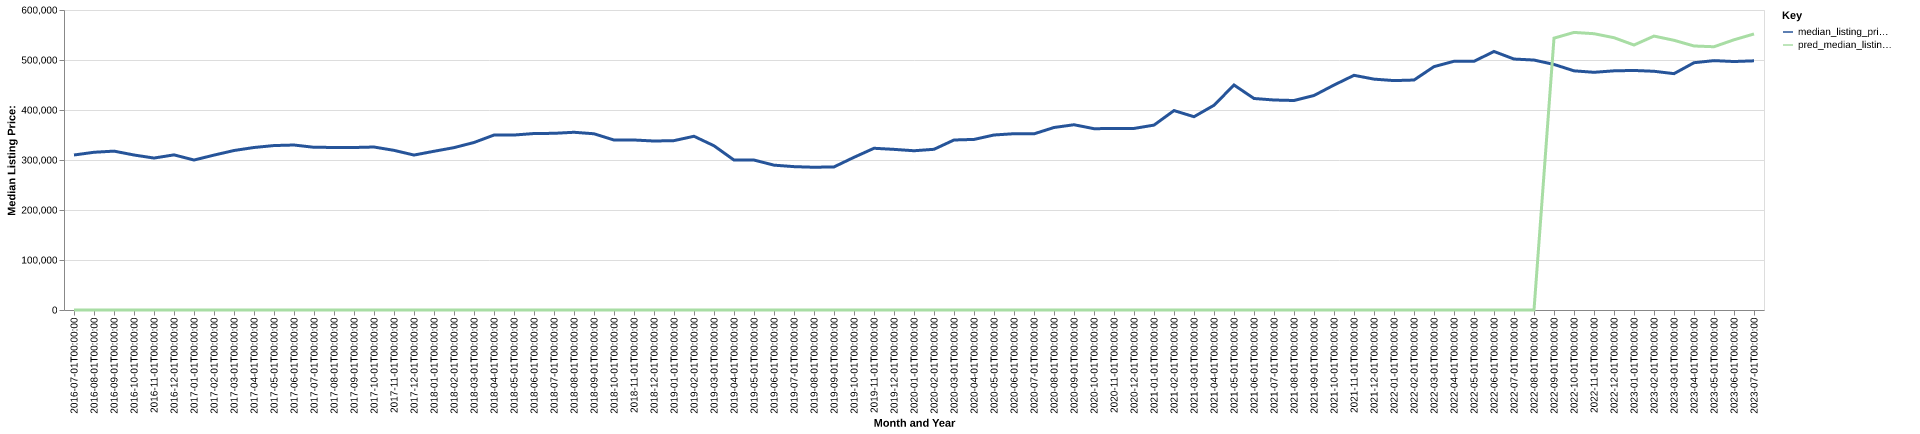 600,000
500,000
400,000
300,000
200,000
100,000
0
Median Listing Price:
2016-07-01T00:00:00
2016-08-01T00:00:00
2016-09-01T00:00:00
2016-10-01T00:00:00
2016-11-01T00:00:00
2016-12-01T00:00:00
2017-01-01T00:00:00
2017-02-01T00:00:00
2017-03-01T00:00:00
2017-04-01T00:00:00
2017-05-01T00:00:00
2017-06-01T00:00:00
2017-07-01T00:00:00
2017-08-01T00:00:00
2017-09-01T00:00:00
2017-10-01T00:00:00
2017-11-01T00:00:00
2017-12-01T00:00:00
2018-01-01T00:00:00
2018-02-01T00:00:00
2018-03-01T00:00:00
2018-04-01T00:00:00
2018-05-01T00:00:00
2018-06-01T00:00:00
2018-07-01T00:00:00
2018-08-01T00:00:00
2018-09-01T00:00:00
2018-10-01T00:00:00
2018-11-01T00:00:00
2018-12-01T00:00:00
2019-01-01T00:00:00
2019-02-01T00:00:00
2019-03-01T00:00:00
2019-04-01T00:00:00
2019-05-01T00:00:00
2019-06-01T00:00:00
2019-07-01T00:00:00
2019-08-01T00:00:00
2019-09-01T00:00:00
2019-10-01T00:00:00
2019-11-01T00:00:00
2019-12-01T00:00:00
2020-01-01T00:00:00
2020-02-01T00:00:00
2020-03-01T00:00:00
2020-04-01T00:00:00
2020-05-01T00:00:00
2020-06-01T00:00:00
2020-07-01T00:00:00
2020-08-01T00:00:00
2020-09-01T00:00:00
2020-10-01T00:00:00
2020-11-01T00:00:00
2020-12-01T00:00:00
2021-01-01T00:00:00
2021-02-01T00:00:00
2021-03-01T00:00:00
2021-04-01T00:00:00
2021-05-01T00:00:00
2021-06-01T00:00:00
2021-07-01T00:00:00
2021-08-01T00:00:00
2021-09-01T00:00:00
2021-10-01T00:00:00
2021-11-01T00:00:00
2021-12-01T00:00:00
2022-01-01T00:00:00
2022-02-01T00:00:00
2022-03-01T00:00:00
2022-04-01T00:00:00
2022-05-01T00:00:00
2022-06-01T00:00:00
2022-07-01T00:00:00
2022-08-01T00:00:00
2022-09-01T00:00:00
2022-10-01T00:00:00
2022-11-01T00:00:00
2022-12-01T00:00:00
2023-01-01T00:00:00
2023-02-01T00:00:00
2023-03-01T00:00:00
2023-04-01T00:00:00
2023-05-01T00:00:00
2023-06-01T00:00:00
2023-07-01T00:00:00
Month and Year
Key
median_listing_pri…
pred_median_listin…